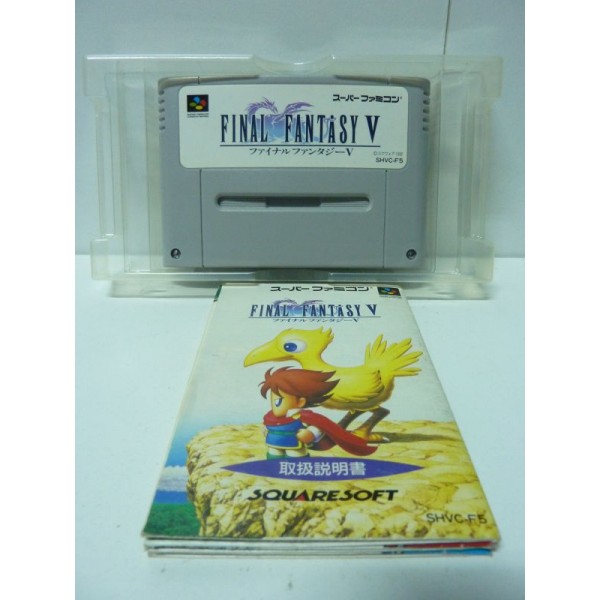 スーパーファミコン
FINAL FANTASY V
ファイナルファンタジーV
SHVC-F5
スーパーファミコン
FINAL FANTASY V
ファイナルファンタジーV
取扱説明書
SQUARESOFT
SHVC-F5